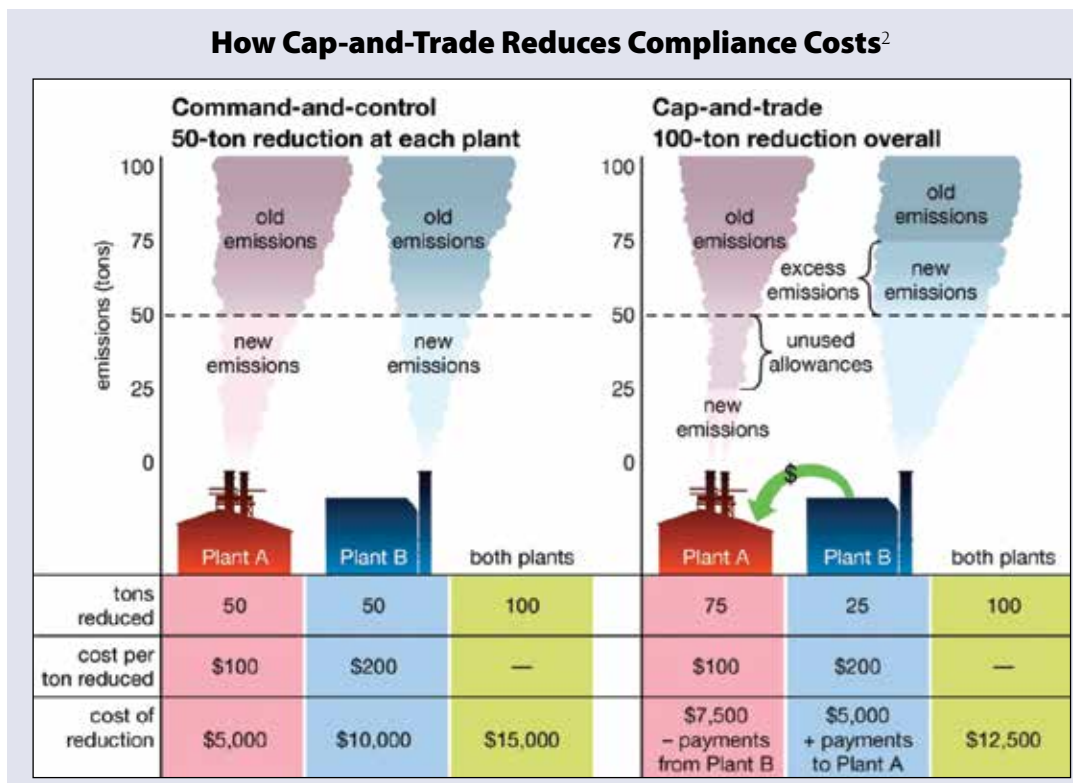 How Cap-and-Trade Reduces Compliance Costs2
Command-and-control
50-ton reduction at each plant
100
75
50
25
0
emissions (tons)
old
emissions
old
emissions
new
emissions
new
emissions
Plant A
Plant B
both plants
Cap-and-trade
100-ton reduction overall
100
75
50
25
0
old
emissions
old
emissions
excess
emissions
new
emissions
unused
allowances
new
emissions
$
Plant A
Plant B
both plants
tons
reduced
50
50
100
75
25
100
cost per
ton reduced
$100
$200
—
$100
$200
—
cost of
reduction
$5,000
$10,000
$15,000
$7,500
– payments
from Plant B
$5,000
+ payments
to Plant A
$12,500